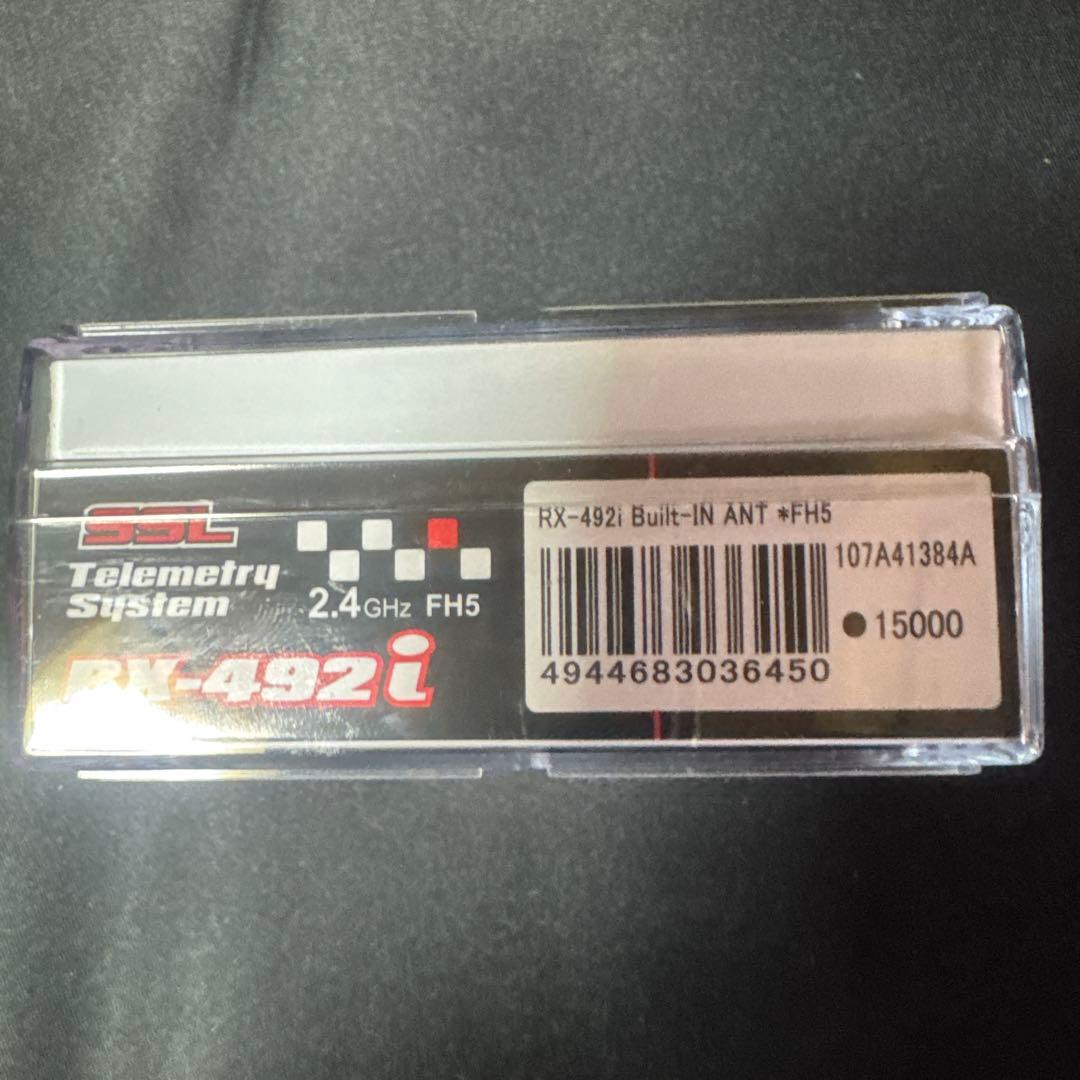 SSL
Telemetry
System
2.4GHz FH5
RX-492i
RX-492i Built-IN ANT *FH5
107A41384A
●15000
4944683036450